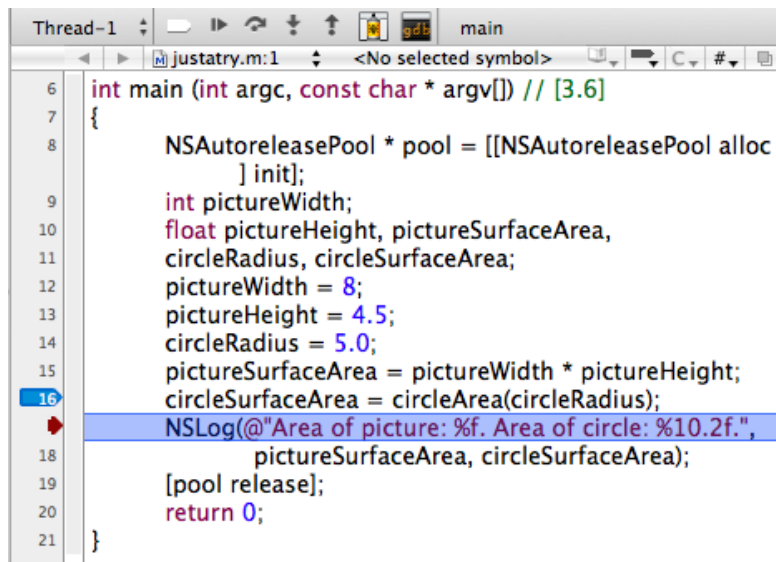 Thread-1 gdb main
justatry.m:1 <No selected symbol> C #
6 int main (int argc, const char * argv[]) // [3.6]
7 {
8 NSAutoreleasePool * pool = [[NSAutoreleasePool alloc
] init];
9 int pictureWidth;
10 float pictureHeight, pictureSurfaceArea,
11 circleRadius, circleSurfaceArea;
12 pictureWidth = 8;
13 pictureHeight = 4.5;
14 circleRadius = 5.0;
15 pictureSurfaceArea = pictureWidth * pictureHeight;
16 circleSurfaceArea = circleArea(circleRadius);
NSLog(@"Area of picture: %f. Area of circle: %10.2f.",
18 pictureSurfaceArea, circleSurfaceArea);
19 [pool release];
20 return 0;
21 }